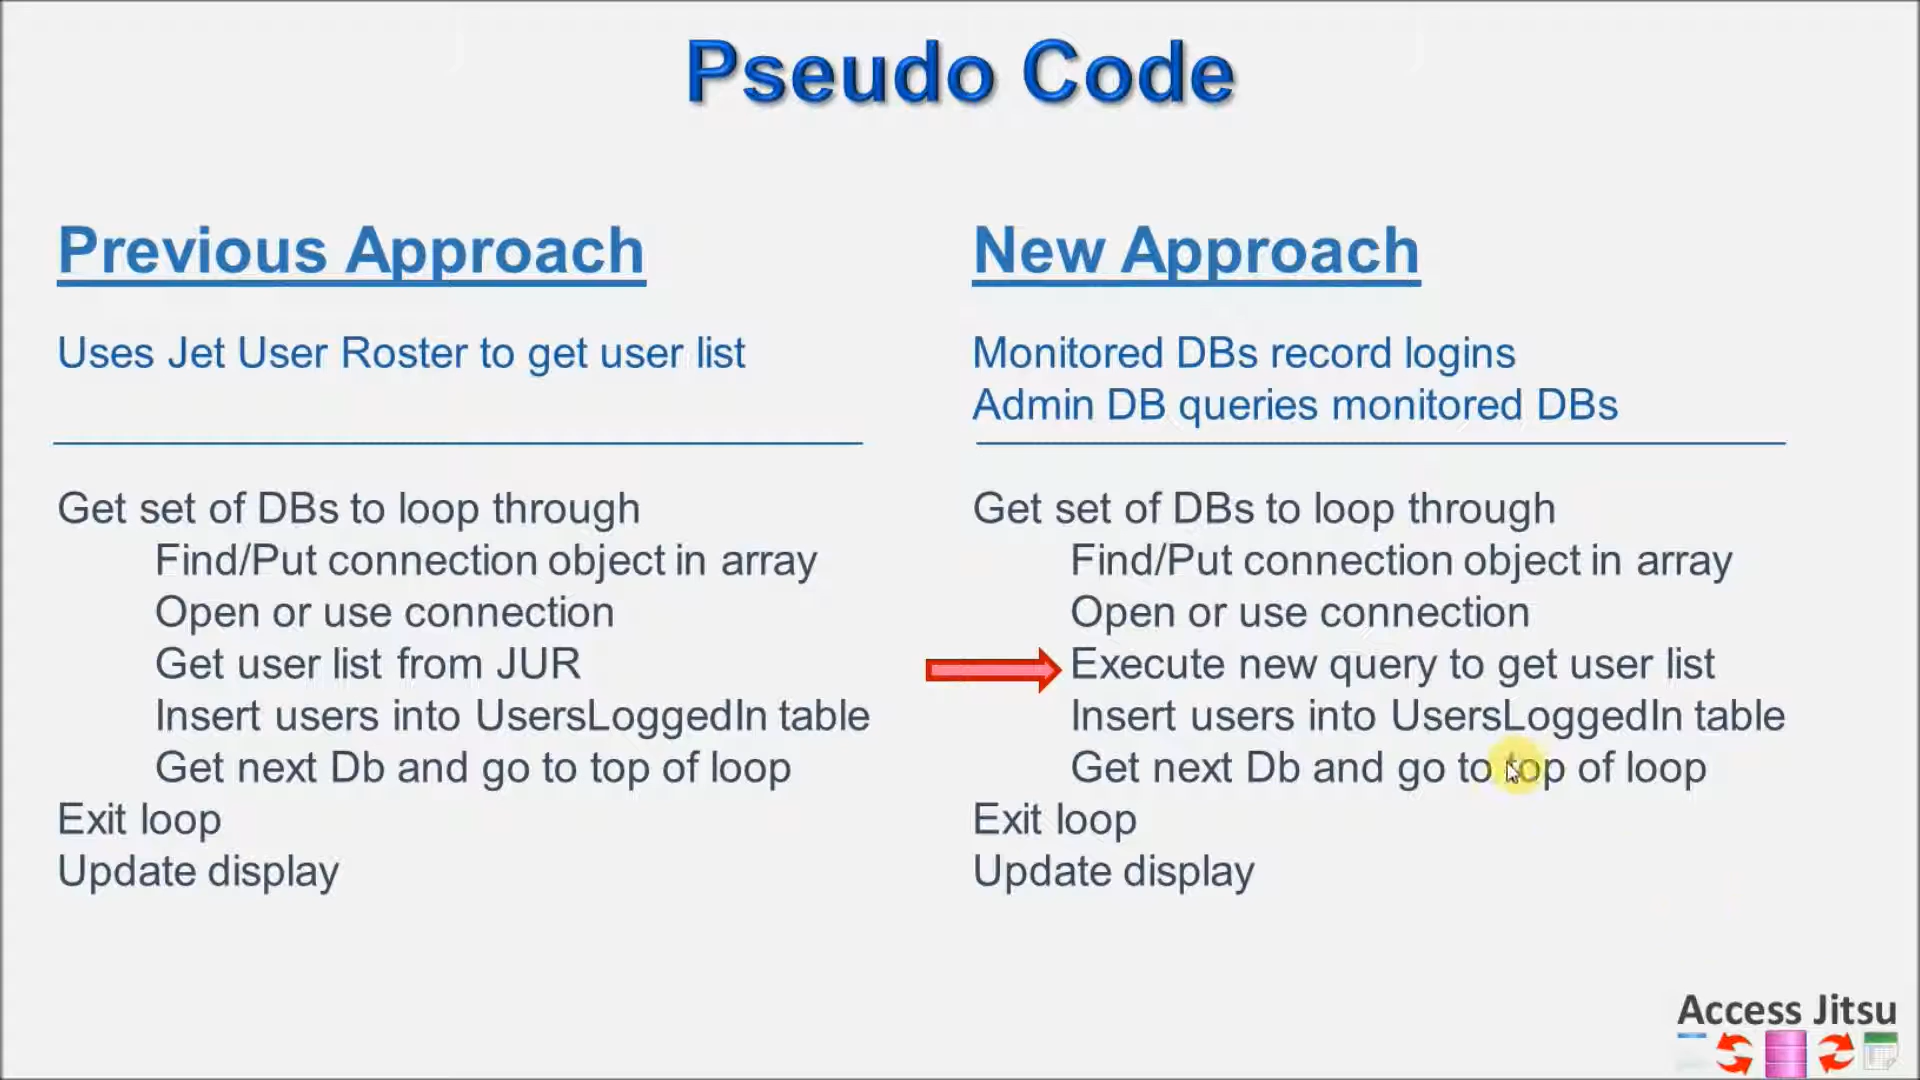 Pseudo Code
Previous Approach
Uses Jet User Roster to get user list
Get set of DBs to loop through
Find/Put connection object in array
Open or use connection
Get user list from JUR
Insert users into UsersLoggedIn table
Get next Db and go to top of loop
Exit loop
Update display
New Approach
Monitored DBs record logins
Admin DB queries monitored DBs
Get set of DBs to loop through
Find/Put connection object in array
Open or use connection
Execute new query to get user list
Insert users into UsersLoggedIn table
Get next Db and go to top of loop
Exit loop
Update display
Access Jitsu